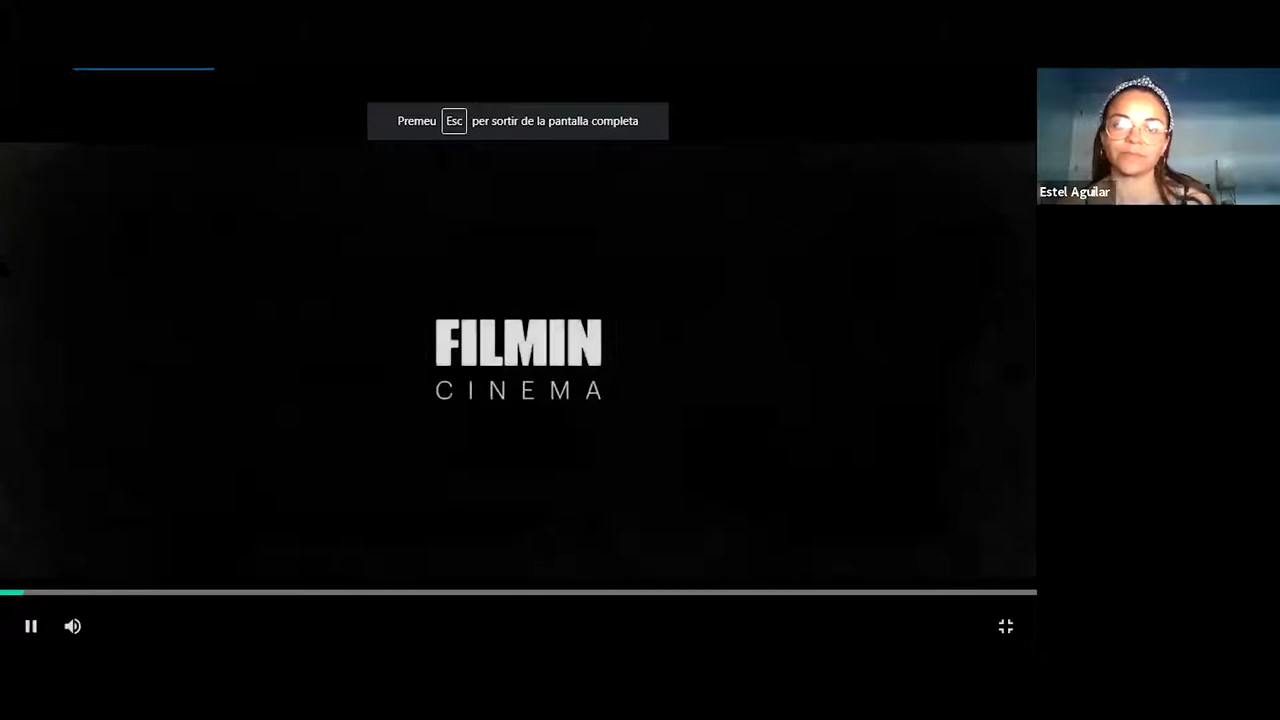 Premeu Esc per sortir de la pantalla completa
Estel Aguilar
FILMIN
CINEMA